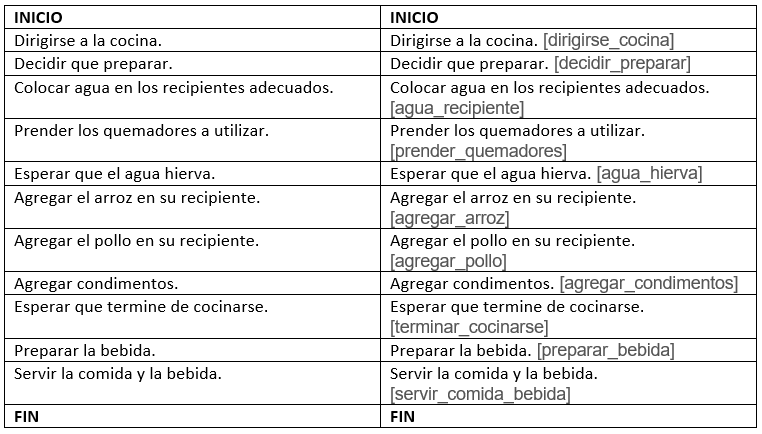 INICIO INICIO
Dirigirse a la cocina. Dirigirse a la cocina. [dirigirse_cocina]
Decidir que preparar. Decidir que preparar. [decidir_preparar]
Colocar agua en los recipientes adecuados. Colocar agua en los recipientes adecuados.
[agua_recipiente]
Prender los quemadores a utilizar. Prender los quemadores a utilizar.
[prender_quemadores]
Esperar que el agua hierva. Esperar que el agua hierva. [agua_hierva]
Agregar el arroz en su recipiente. Agregar el arroz en su recipiente.
[agregar_arroz]
Agregar el pollo en su recipiente. Agregar el pollo en su recipiente.
[agregar_pollo]
Agregar condimentos. Agregar condimentos. [agregar_condimentos]
Esperar que termine de cocinarse. Esperar que termine de cocinarse.
[terminar_cocinarse]
Preparar la bebida. Preparar la bebida. [preparar_bebida]
Servir la comida y la bebida. Servir la comida y la bebida.
[servir_comida_bebida]
FIN FIN